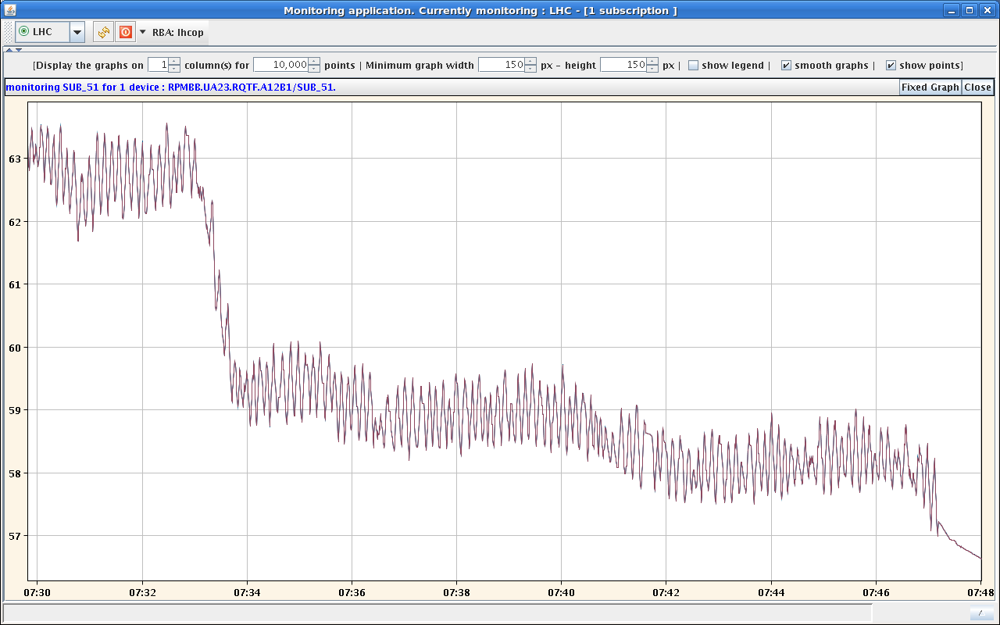 Monitoring application. Currently monitoring : LHC - [1 subscription ]
LHC RBA: lhcop
[Display the graphs on 1 column(s) for 10,000 points | Minimum graph width 150 px - height 150 px | show legend | smooth graphs | show points]
monitoring SUB_51 for 1 device : RPMBB.UA23.RQTF.A12B1/SUB_51. Fixed Graph Close
63
62
61
60
59
58
57
07:30 07:32 07:34 07:36 07:38 07:40 07:42 07:44 07:46 07:48